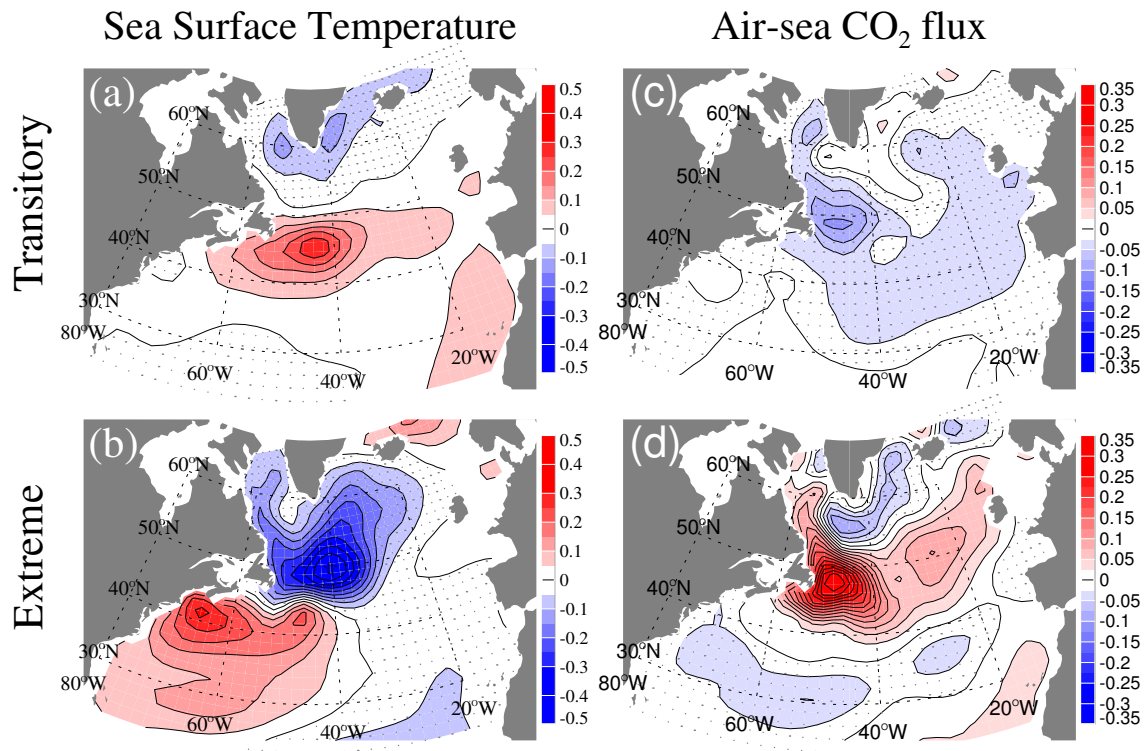 Sea Surface Temperature
Air-sea CO₂ flux
Transitory
Extreme
(a)
60°N
50°N
40°N
30°N
80°W
60°W
40°W
20°W
0.5
0.4
0.3
0.2
0.1
0
-0.1
-0.2
-0.3
-0.4
-0.5
(c)
60°N
50°N
40°N
30°N
80°W
60°W
40°W
20°W
0.35
0.3
0.25
0.2
0.15
0.1
0.05
0
-0.05
-0.1
-0.15
-0.2
-0.25
-0.3
-0.35
(b)
60°N
50°N
40°N
30°N
80°W
60°W
40°W
20°W
0.5
0.4
0.3
0.2
0.1
0
-0.1
-0.2
-0.3
-0.4
-0.5
(d)
60°N
50°N
40°N
30°N
80°W
60°W
40°W
20°W
0.35
0.3
0.25
0.2
0.15
0.1
0.05
0
-0.05
-0.1
-0.15
-0.2
-0.25
-0.3
-0.35